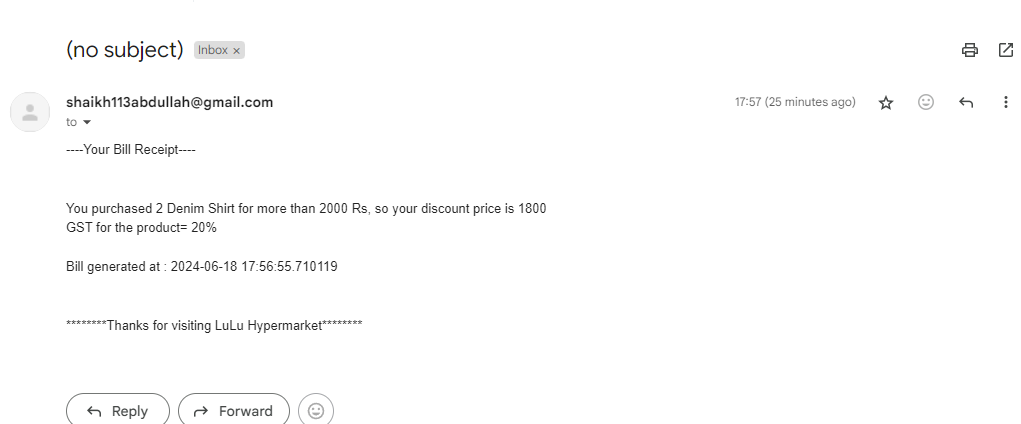 (no subject) Inbox ×
shaikh113abdullah@gmail.com 17:57 (25 minutes ago)
to
----Your Bill Receipt----
You purchased 2 Denim Shirt for more than 2000 Rs, so your discount price is 1800
GST for the product= 20%
Bill generated at : 2024-06-18 17:56:55.710119
********Thanks for visiting LuLu Hypermarket********
Reply Forward